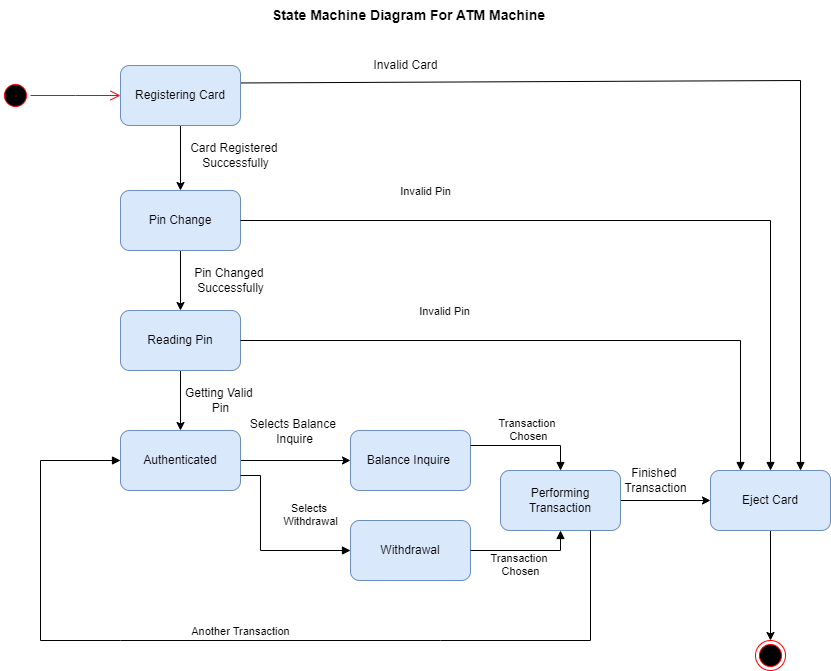 State Machine Diagram For ATM Machine
Invalid Card
Registering Card
Card Registered
Successfully
Invalid Pin
Pin Change
Pin Changed
Successfully
Invalid Pin
Reading Pin
Getting Valid
Pin
Selects Balance
Inquire
Transaction
Chosen
Authenticated
Balance Inquire
Finished
Transaction
Performing
Transaction
Eject Card
Selects
Withdrawal
Withdrawal
Transaction
Chosen
Another Transaction